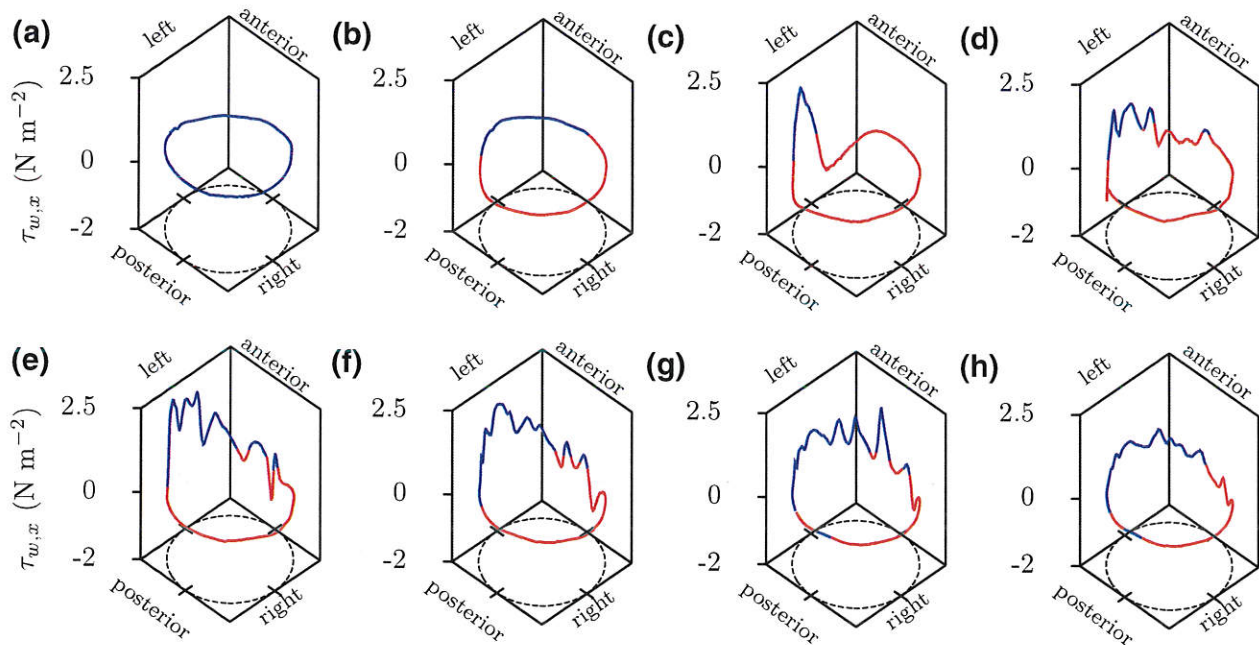 (a)
left
anterior
2.5
0
-2
τw,x (N m−2)
posterior
right
(b)
left
anterior
2.5
0
-2
posterior
right
(c)
left
anterior
2.5
0
-2
posterior
right
(d)
left
anterior
2.5
0
-2
posterior
right
(e)
left
anterior
2.5
0
-2
τw,x (N m−2)
posterior
right
(f)
left
anterior
2.5
0
-2
posterior
right
(g)
left
anterior
2.5
0
-2
posterior
right
(h)
left
anterior
2.5
0
-2
posterior
right